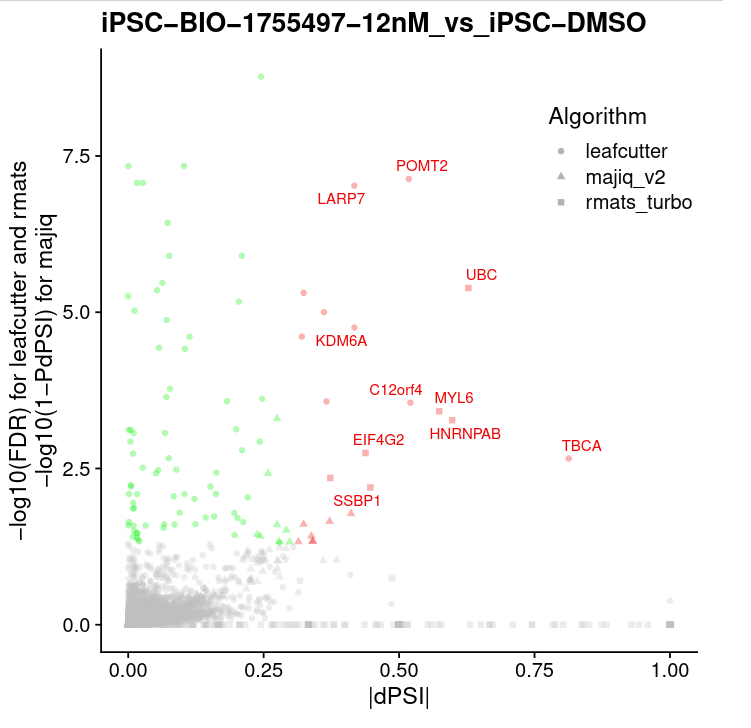 iPSC−BIO−1755497−12nM_vs_iPSC−DMSO
−log10(FDR) for leafcutter and rmats
−log10(1−PdPSI) for majiq
7.5
5.0
2.5
0.0
Algorithm
leafcutter
majiq_v2
rmats_turbo
POMT2
LARP7
UBC
KDM6A
C12orf4
MYL6
HNRNPAB
EIF4G2
TBCA
SSBP1
0.00
0.25
0.50
0.75
1.00
|dPSI|